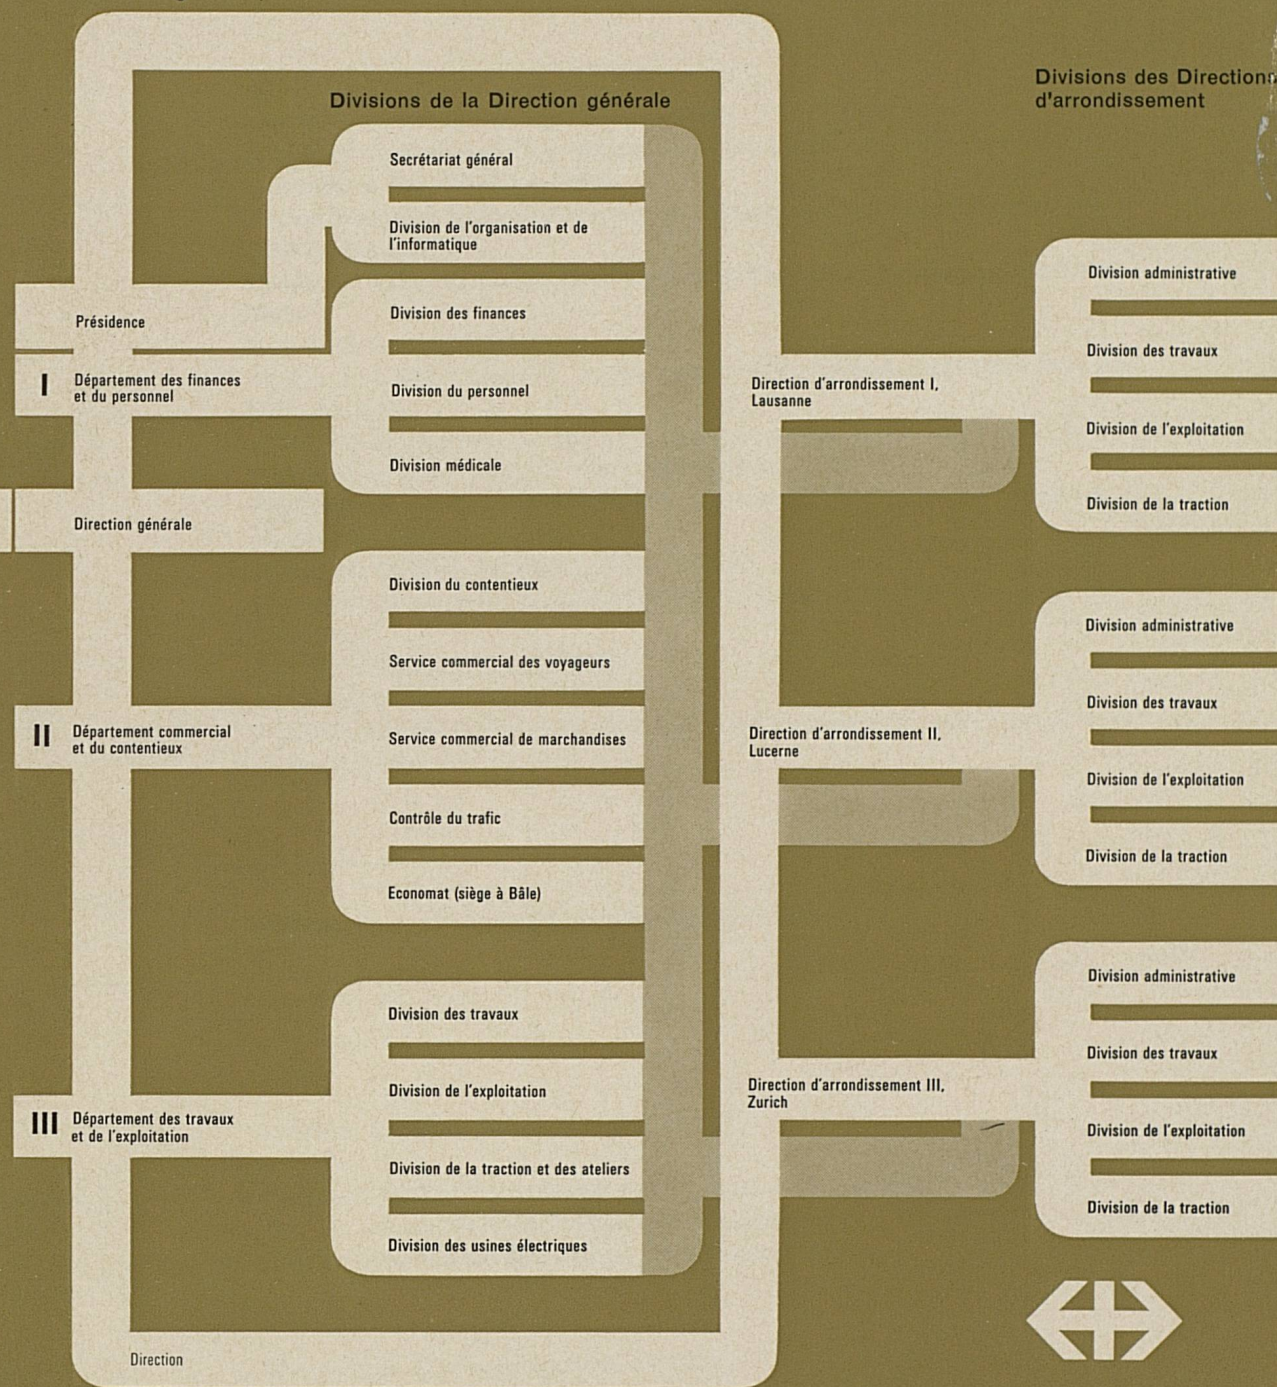 Divisions de la Direction générale
Secrétariat général
Division de l'organisation et de
l'informatique
Présidence
Division des finances
I
Département des finances
et du personnel
Division du personnel
Division médicale
Direction générale
Division du contentieux
Service commercial des voyageurs
II
Département commercial
et du contentieux
Service commercial de marchandises
Contrôle du trafic
Economat (siège à Bâle)
Division des travaux
Division de l'exploitation
III
Département des travaux
et de l'exploitation
Division de la traction et des ateliers
Division des usines électriques
Direction
Divisions des Directions
d'arrondissement
Direction d'arrondissement I,
Lausanne
Division administrative
Division des travaux
Division de l'exploitation
Division de la traction
Direction d'arrondissement II,
Lucerne
Division administrative
Division des travaux
Division de l'exploitation
Division de la traction
Direction d'arrondissement III,
Zurich
Division administrative
Division des travaux
Division de l'exploitation
Division de la traction